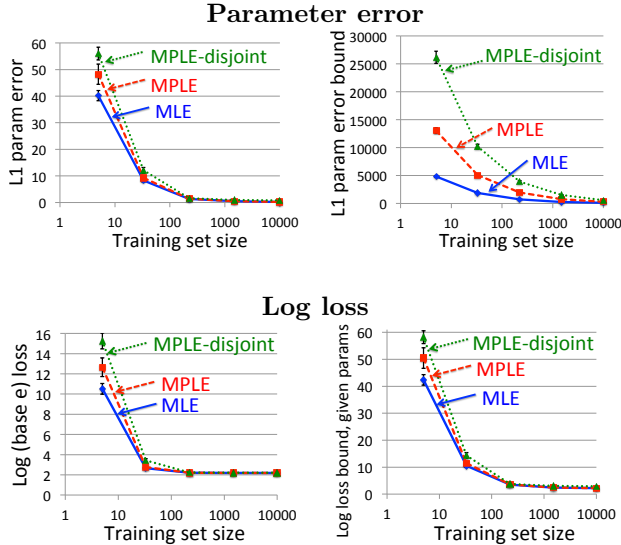 Parameter error
L1 param error
60
50
40
30
20
10
0
1 10 100 1000 10000
Training set size
MPLE-disjoint
MPLE
MLE
L1 param error bound
30000
25000
20000
15000
10000
5000
0
1 10 100 1000 10000
Training set size
MPLE-disjoint
MPLE
MLE
Log loss
Log (base e) loss
16
14
12
10
8
6
4
2
0
1 10 100 1000 10000
Training set size
MPLE-disjoint
MPLE
MLE
Log loss bound, given params
60
50
40
30
20
10
0
1 10 100 1000 10000
Training set size
MPLE-disjoint
MPLE
MLE